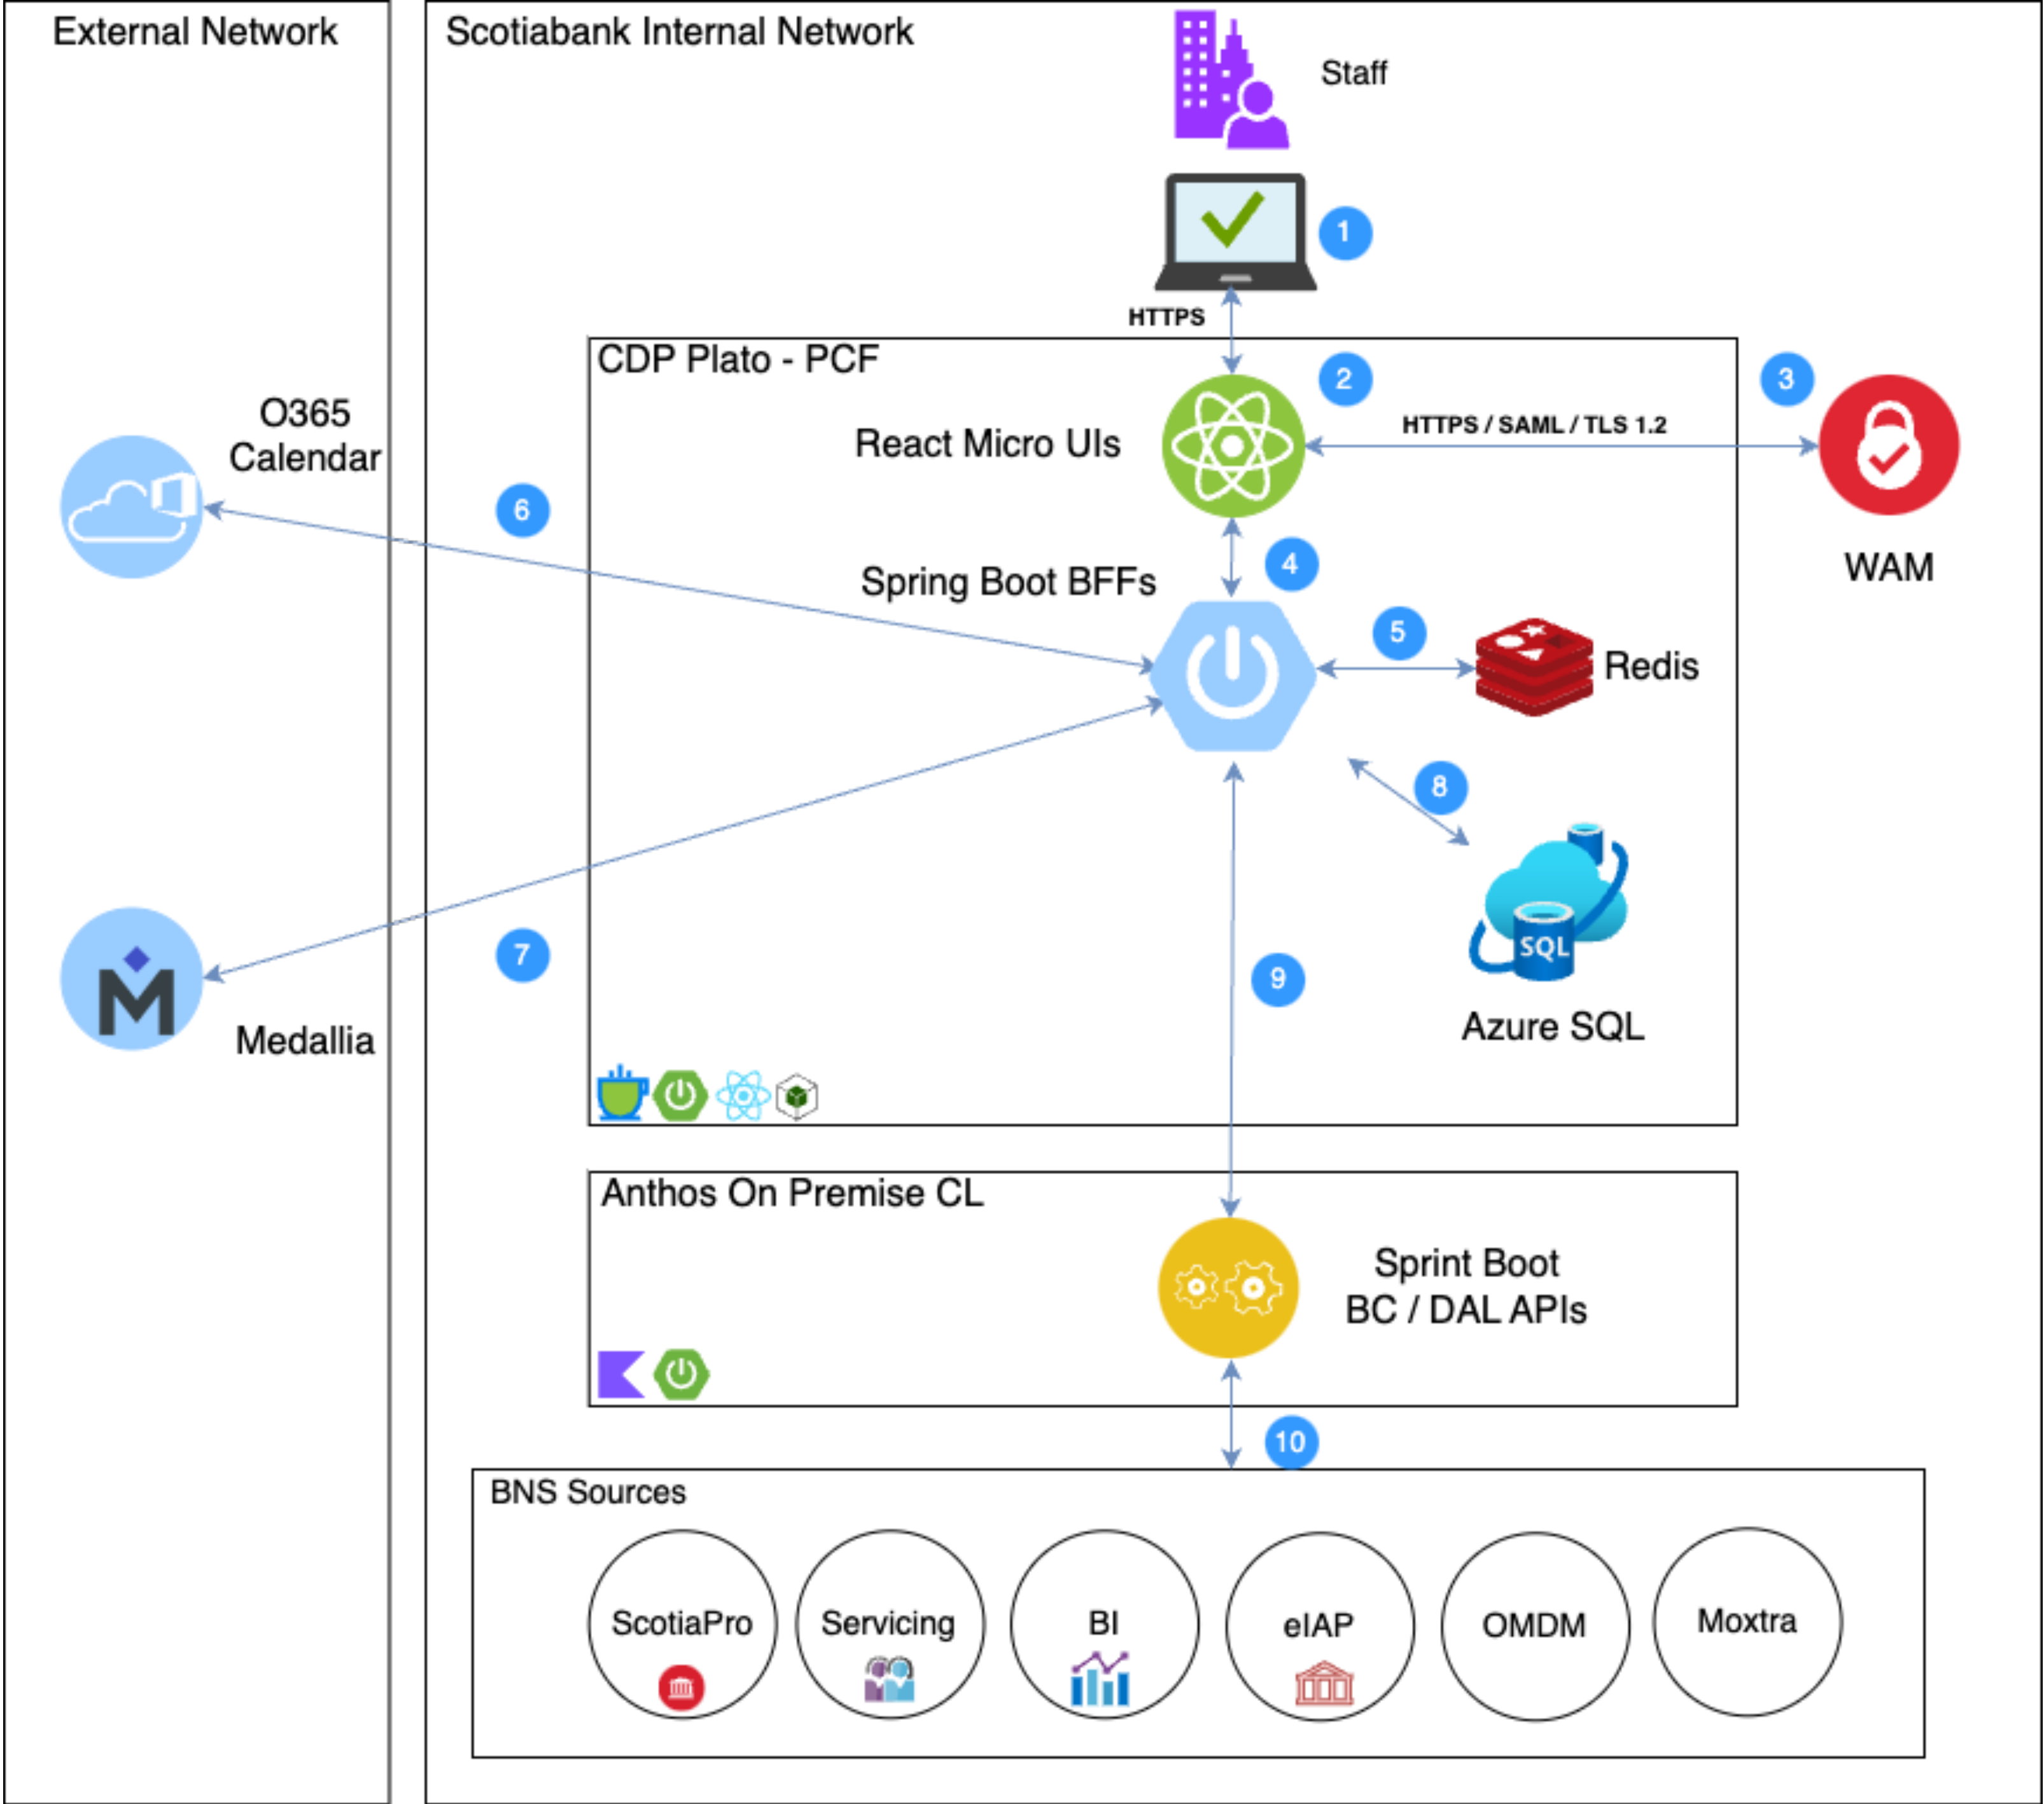 External Network
Scotiabank Internal Network
Staff
1
HTTPS
CDP Plato - PCF
2
3
React Micro UIs
HTTPS / SAML / TLS 1.2
WAM
O365
Calendar
6
4
Spring Boot BFFs
5
Redis
8
SQL
Azure SQL
7
M
Medallia
9
Anthos On Premise CL
Sprint Boot
BC / DAL APIs
10
BNS Sources
ScotiaPro
Servicing
BI
eIAP
OMDM
Moxtra